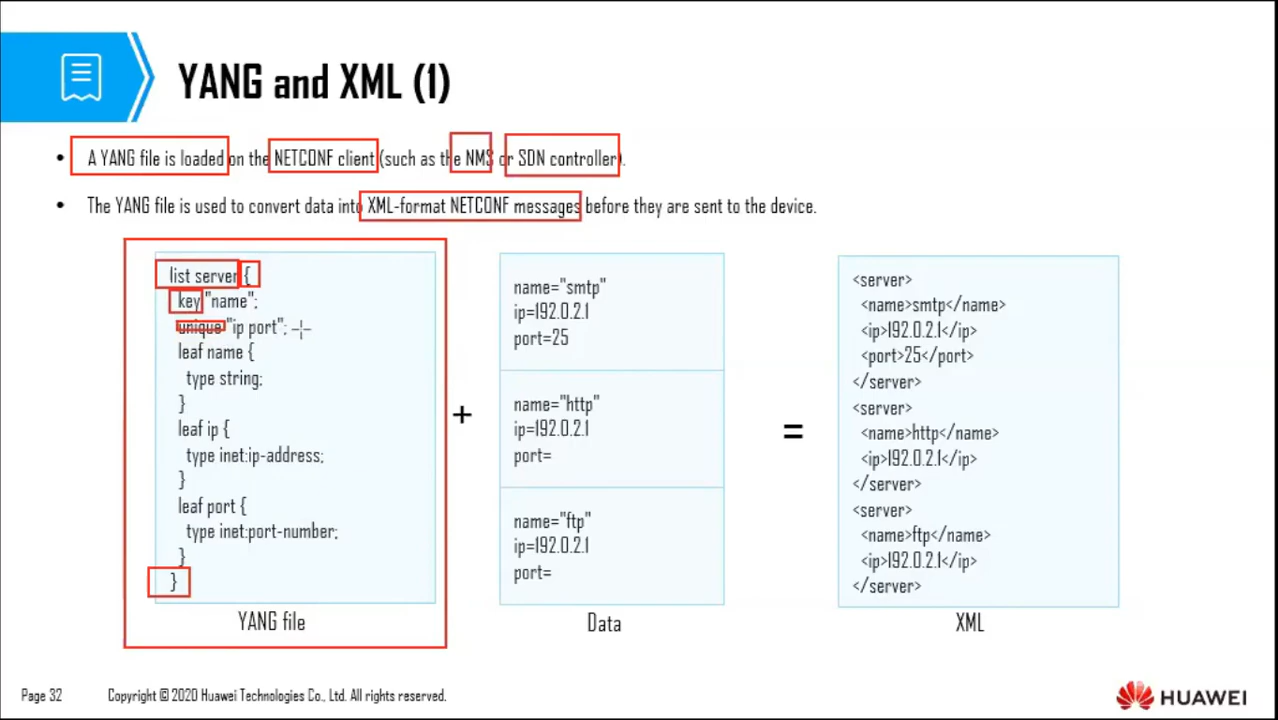 YANG and XML (1)
• A YANG file is loaded on the NETCONF client (such as the NMS or SDN controller).
• The YANG file is used to convert data into XML-format NETCONF messages before they are sent to the device.
list server {
key "name";
unique "ip port";
leaf name {
type string;
}
leaf ip {
type inet:ip-address;
}
leaf port {
type inet:port-number;
}
}
YANG file
+
name="smtp"
ip=192.0.2.1
port=25
name="http"
ip=192.0.2.1
port=
name="ftp"
ip=192.0.2.1
port=
Data
=
<server>
<name>smtp</name>
<ip>192.0.2.1</ip>
<port>25</port>
</server>
<server>
<name>http</name>
<ip>192.0.2.1</ip>
</server>
<server>
<name>ftp</name>
<ip>192.0.2.1</ip>
</server>
XML
Page 32 Copyright © 2020 Huawei Technologies Co., Ltd. All rights reserved.
HUAWEI